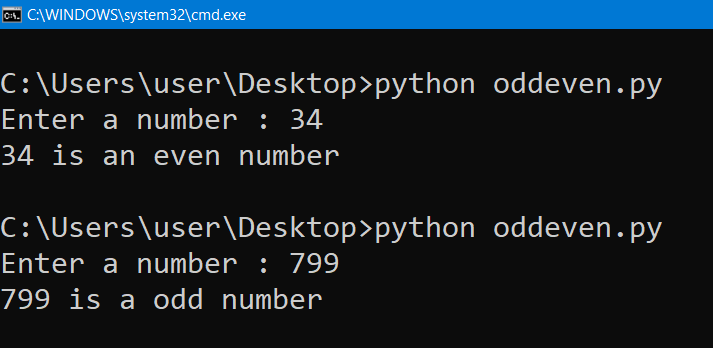 C:\WINDOWS\system32\cmd.exe
C:\Users\user\Desktop>python oddeven.py
Enter a number : 34
34 is an even number
C:\Users\user\Desktop>python oddeven.py
Enter a number : 799
799 is a odd number